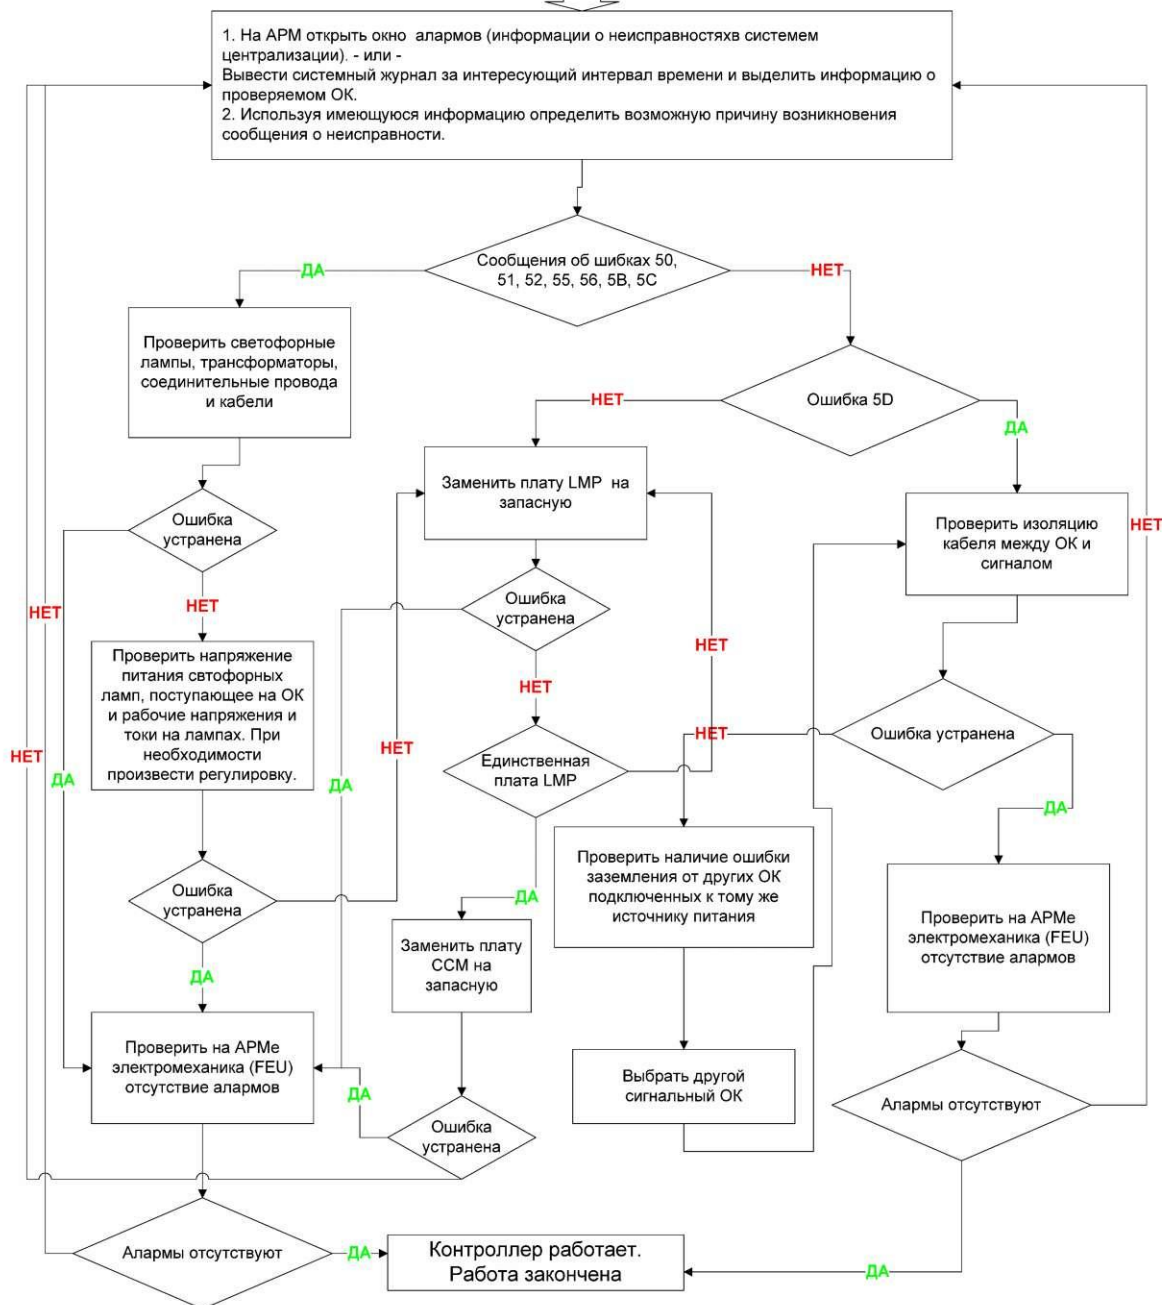 1. На АРМ открыть окно алармов (информации о неисправностяхв системем
централизации). - или -
Вывести системный журнал за интересующий интервал времени и выделить информацию о
проверяемом ОК.
2. Используя имеющуюся информацию определить возможную причину возникновения
сообщения о неисправности.
Сообщения об шибках 50,
51, 52, 55, 56, 5B, 5C
ДА
НЕТ
Проверить светофорные
лампы, трансформаторы,
соединительные провода
и кабели
Ошибка 5D
НЕТ
ДА
Заменить плату LMP на
запасную
Ошибка
устранена
Проверить изоляцию
кабеля между ОК и
сигналом
НЕТ
НЕТ
НЕТ
Ошибка
устранена
НЕТ
Проверить напряжение
питания свтофорных
ламп, поступающее на ОК
и рабочие напряжения и
токи на лампах. При
необходимости
произвести регулировку.
НЕТ
НЕТ
НЕТ
НЕТ
Ошибка устранена
НЕТ
Единственная
плата LMP
ДА
ДА
ДА
Проверить наличие ошибки
заземления от других ОК
подключенных к тому же
источнику питания
Ошибка
устранена
ДА
Проверить на АРМе
электромеханика (FEU)
отсутствие алармов
Заменить плату
ССМ на
запасную
ДА
Проверить на АРМе
электромеханика (FEU)
отсутствие алармов
Выбрать другой
сигнальный ОК
ДА
Алармы отсутствуют
Ошибка
устранена
Алармы отсутствуют
ДА
Контроллер работает.
Работа закончена
ДА